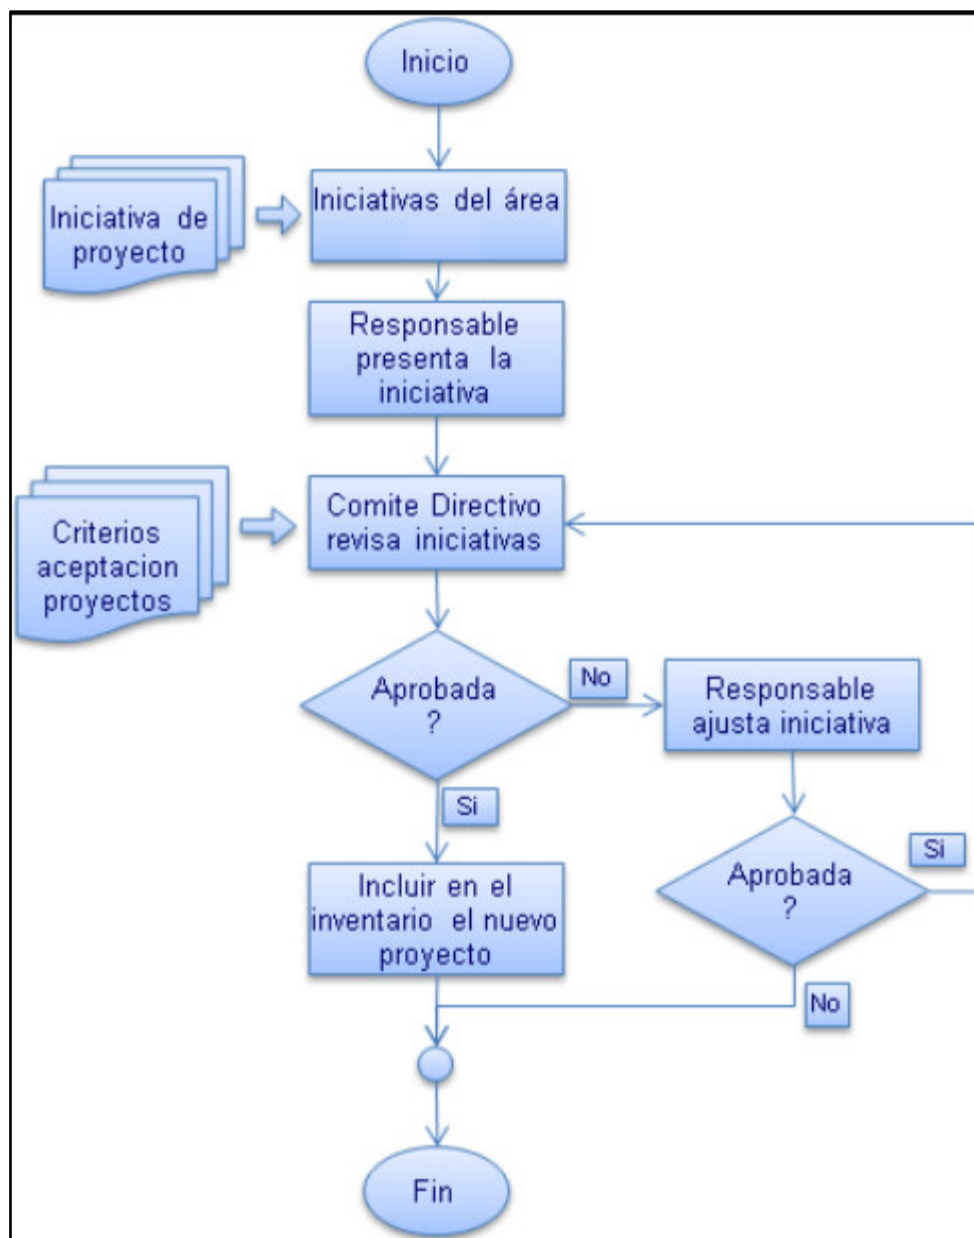 Inicio
Iniciativa de
proyecto
Iniciativas del área
Responsable
presenta la
iniciativa
Criterios
aceptacion
proyectos
Comite Directivo
revisa iniciativas
Aprobada
?
No
Responsable
ajusta iniciativa
Si
Aprobada
?
Si
Incluir en el
inventario el nuevo
proyecto
No
Fin